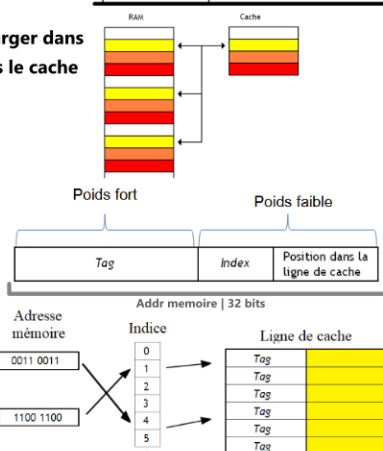 RAM
Cache
arger dans
s le cache
Poids fort
Poids faible
Tag
Index
Position dans la
ligne de cache
Addr memoire | 32 bits
Adresse
mémoire
Indice
Ligne de cache
0011 0011
1100 1100
0
1
2
3
4
5
Tag
Tag
Tag
Tag
Tag
Tag